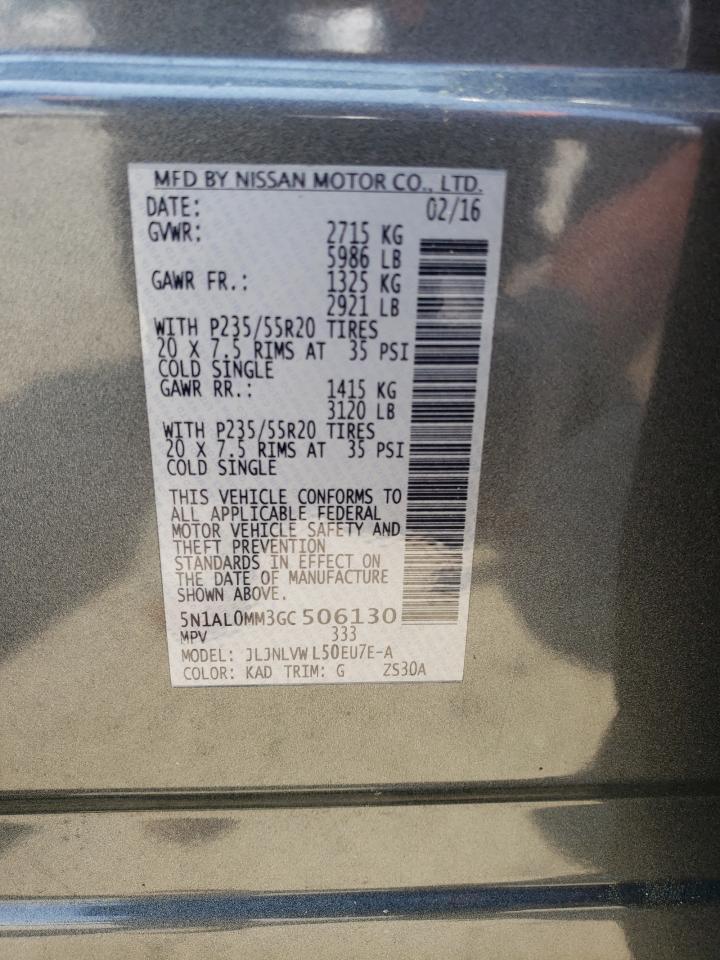 MFD BY NISSAN MOTOR CO., LTD.
DATE: 02/16
GVWR: 2715 KG
5986 LB
GAWR FR.: 1325 KG
2921 LB
WITH P235/55R20 TIRES
20 X 7.5 RIMS AT 35 PSI
COLD SINGLE
GAWR RR.: 1415 KG
3120 LB
WITH P235/55R20 TIRES
20 X 7.5 RIMS AT 35 PSI
COLD SINGLE
THIS VEHICLE CONFORMS TO
ALL APPLICABLE FEDERAL
MOTOR VEHICLE SAFETY AND
THEFT PREVENTION
STANDARDS IN EFFECT ON
THE DATE OF MANUFACTURE
SHOWN ABOVE.
5N1AL0MM3GC506130
MPV 333
MODEL: JLJNLVWL50EU7E-A
COLOR: KAD TRIM: G ZS30A